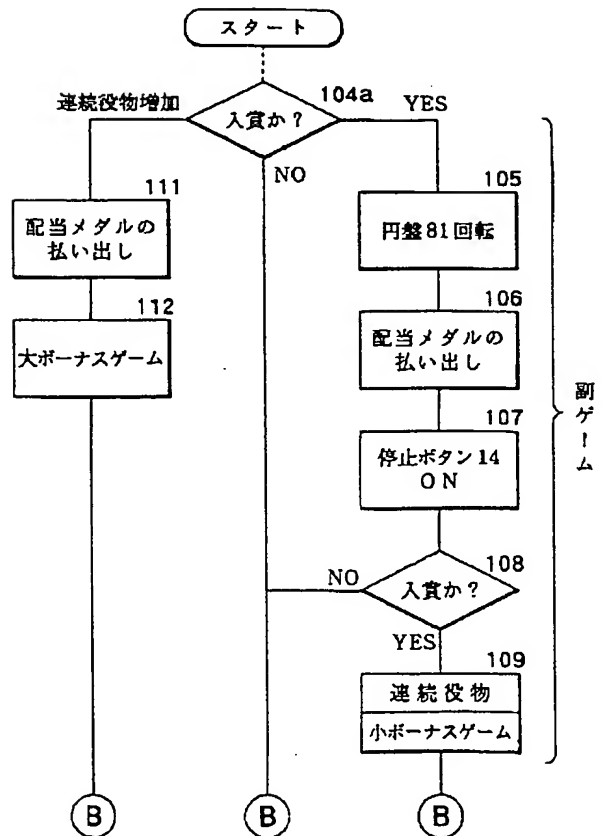 スタート
104a
連続役物増加
入賞か?
YES
NO
111
配当メダルの
払い出し
112
大ボーナスゲーム
105
円盤81回転
106
配当メダルの
払い出し
107
停止ボタン14
ON
108
NO
入賞か?
YES
109
連続役物
小ボーナスゲーム
副ゲーム
B
B
B